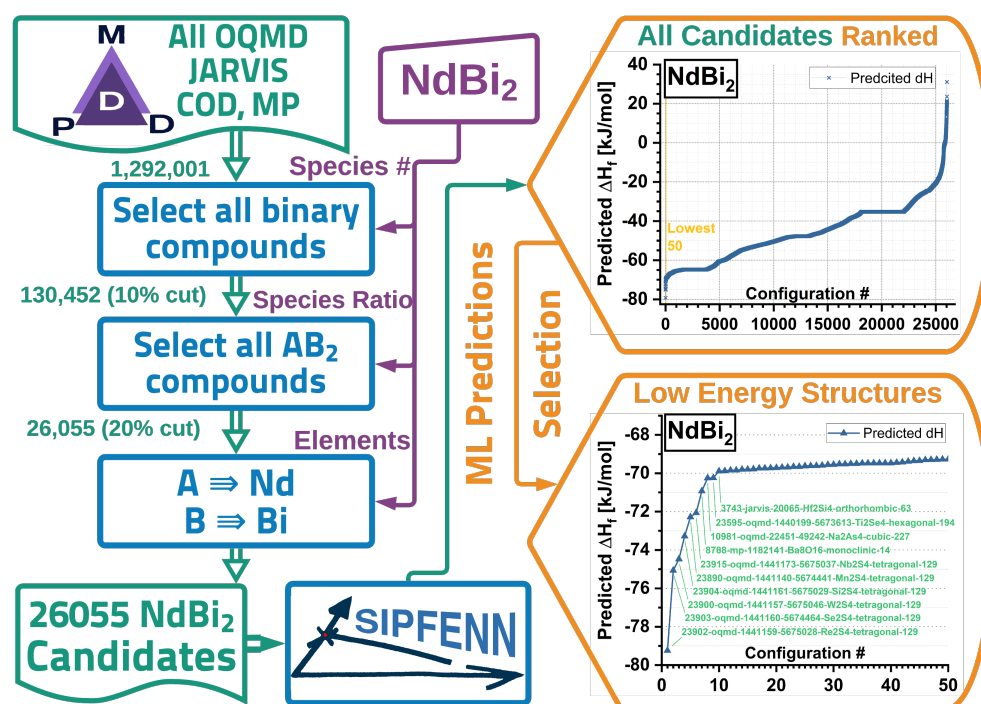 M
D
P
D
All OQMD
JARVIS
COD, MP
NdBi2
1,292,001
Species #
Select all binary
compounds
130,452 (10% cut)
Species Ratio
Select all AB2
compounds
26,055 (20% cut)
Elements
A ⇛ Nd
B ⇛ Bi
26055 NdBi2
Candidates
SIPFENN
ML Predictions
Selection
All Candidates Ranked
NdBi2
Predcited dH
Predicted ΔHf [kJ/mol]
40
20
0
-20
-40
-60
-80
Lowest
50
Configuration #
0 5000 10000 15000 20000 25000
Low Energy Structures
NdBi2
Predicted dH
Predicted ΔHf [kJ/mol]
-68
-70
-72
-74
-76
-78
-80
3743-jarvis-20065-Hf2Si4-orthorhombic-63
23595-oqmd-1440199-5673613-Ti2Se4-hexagonal-194
10981-oqmd-22451-49242-Na2As4-cubic-227
8788-mp-1182141-Ba8O16-monoclinic-14
23915-oqmd-1441173-5675037-Nb2S4-tetragonal-129
23890-oqmd-1441140-5674441-Mn2S4-tetragonal-129
23904-oqmd-1441161-5675029-Si2S4-tetragonal-129
23900-oqmd-1441157-5675046-W2S4-tetragonal-129
23903-oqmd-1441160-5674464-Se2S4-tetragonal-129
23902-oqmd-1441159-5675028-Re2S4-tetragonal-129
Configuration #
0 10 20 30 40 50